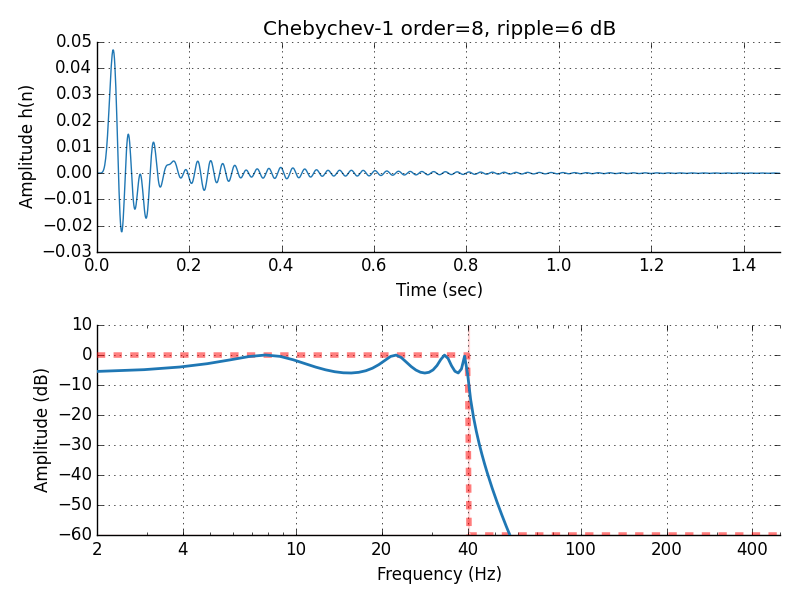 Chebychev-1 order=8, ripple=6 dB
0.05
0.04
0.03
0.02
0.01
0.00
−0.01
−0.02
−0.03
Amplitude h(n)
0.0 0.2 0.4 0.6 0.8 1.0 1.2 1.4
Time (sec)
10
0
−10
−20
−30
−40
−50
−60
Amplitude (dB)
2 4 10 20 40 100 200 400
Frequency (Hz)